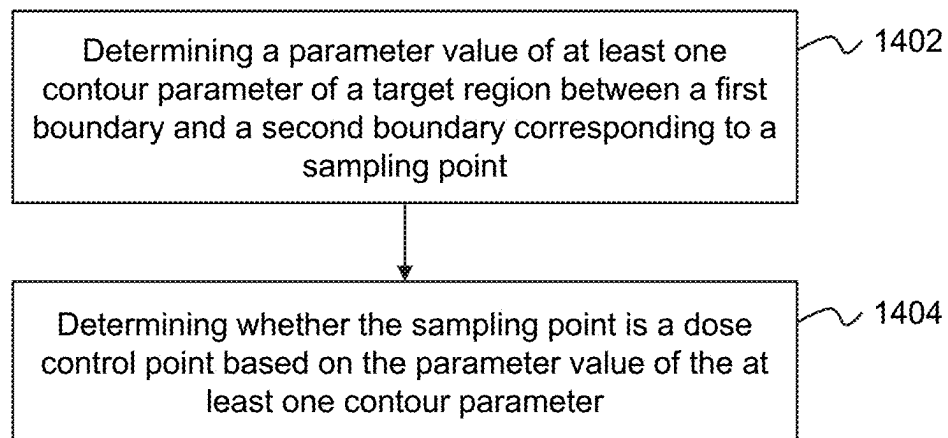 Determining a parameter value of at least one
contour parameter of a target region between a first
boundary and a second boundary corresponding to a
sampling point
1402
Determining whether the sampling point is a dose
control point based on the parameter value of the at
least one contour parameter
1404